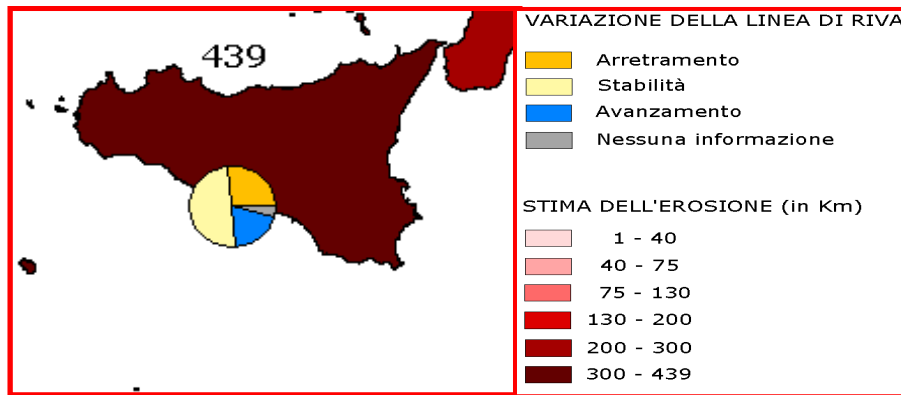 439
VARIAZIONE DELLA LINEA DI RIVA
Arretramento
Stabilità
Avanzamento
Nessuna informazione
STIMA DELL'EROSIONE (in Km)
1 - 40
40 - 75
75 - 130
130 - 200
200 - 300
300 - 439